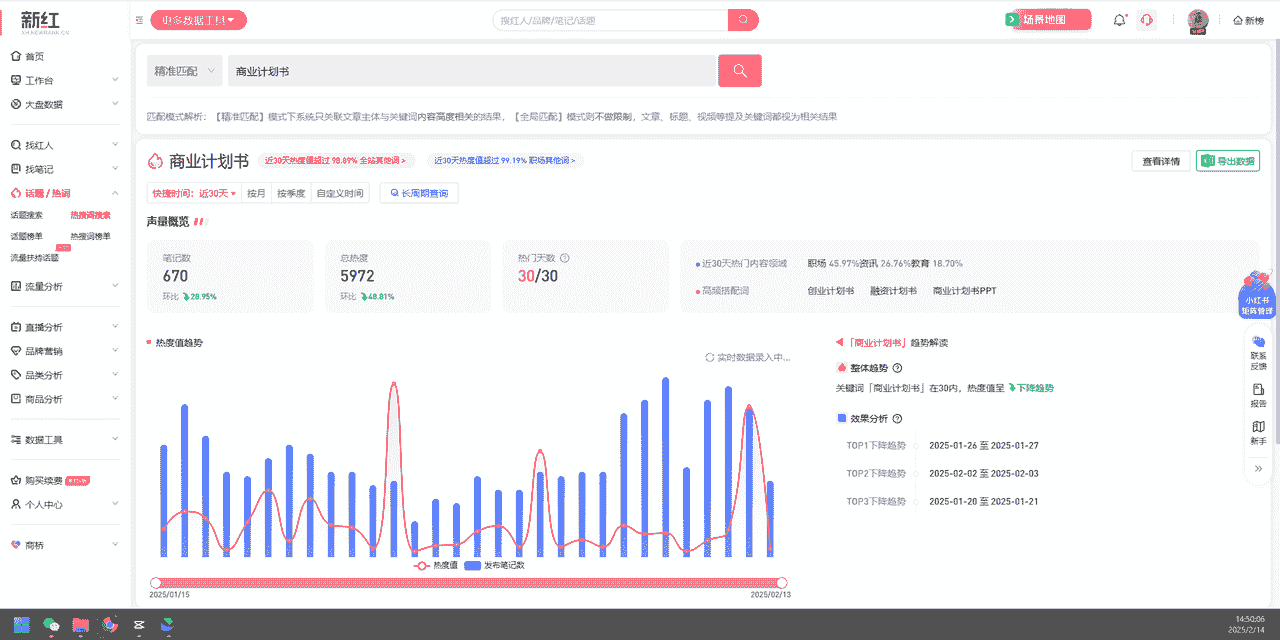 新红
XH.NEWRANK.CN
更多数据工具
搜红人/品牌/笔记/话题
场景地图
新榜
首页
工作台
大盘数据
找红人
找笔记
话题 / 热词
话题搜索 热搜词搜索
话题榜单 热搜词榜单
流量扶持话题
流量分析
直播分析
品牌营销
品类分析
商品分析
数据工具
购买续费
个人中心
商桥
精准匹配 商业计划书
匹配模式解析: 【精准匹配】模式下系统只关联文章主体与关键词内容高度相关的结果, 【全局匹配】模式则不做限制, 文章、标题、视频等提及关键词都视为相关结果
商业计划书 近30天热度值超过 98.89% 全站其他词 > 近30天热度值超过 99.19% 职场其他词 >
查看详情 导出数据
快捷时间: 近30天 按月 按季度 自定义时间 长周期查询
声量概览
笔记数
670
环比 28.95%
总热度
5972
环比 48.81%
热门天数
30/30
近30天热门内容领域 职场 45.97%资讯 26.76%教育 18.70%
高频搭配词 创业计划书 融资计划书 商业计划书PPT
热度值趋势
实时数据录入中...
热度值 发布笔记数
2025/01/15 2025/02/13
「商业计划书」趋势解读
整体趋势
关键词「商业计划书」在30内, 热度值呈 下降趋势
效果分析
TOP1下降趋势 2025-01-26 至 2025-01-27
TOP2下降趋势 2025-02-02 至 2025-02-03
TOP3下降趋势 2025-01-20 至 2025-01-21
小红书
矩阵管理
联系
反馈
报告
新手
14:50:06
2025/2/14